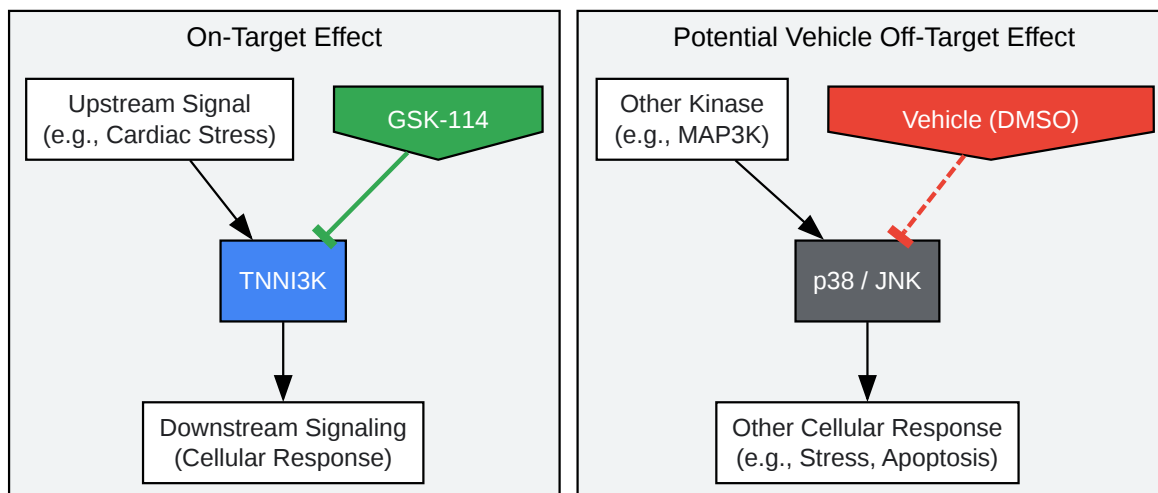 On-Target Effect
Upstream Signal
(e.g., Cardiac Stress)
GSK-114
TNNI3K
Downstream Signaling
(Cellular Response)
Potential Vehicle Off-Target Effect
Other Kinase
(e.g., MAP3K)
Vehicle (DMSO)
p38 / JNK
Other Cellular Response
(e.g., Stress, Apoptosis)